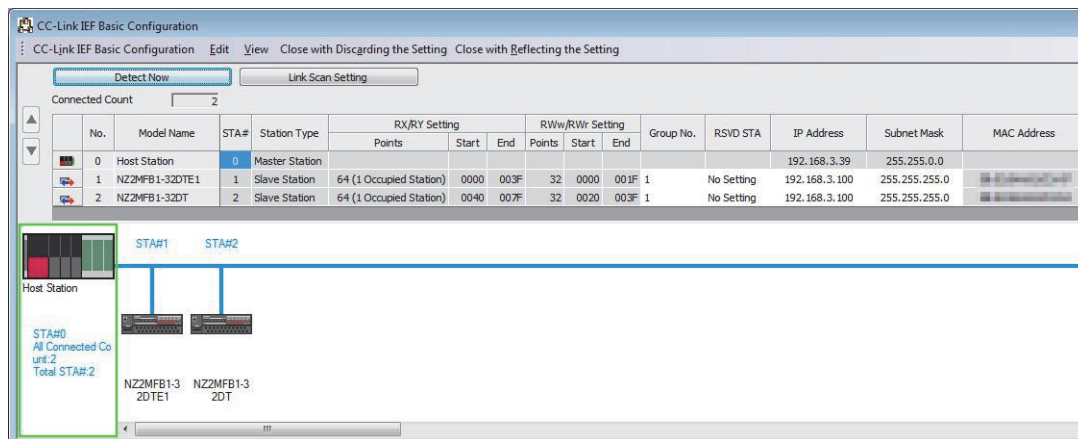 CC-Link IEF Basic Configuration
CC-Link IEF Basic Configuration Edit View Close with Discarding the Setting Close with Reflecting the Setting
Detect Now Link Scan Setting
Connected Count 2
No. Model Name STA# Station Type RX/RY Setting RWw/RWr Setting Group No. RSVD STA IP Address Subnet Mask MAC Address
Points Start End Points Start End
0 Host Station 0 Master Station 192.168.3.39 255.255.0.0
1 NZ2MFB1-32DTE1 1 Slave Station 64 (1 Occupied Station) 0000 003F 32 0000 001F 1 No Setting 192.168.3.100 255.255.255.0
2 NZ2MFB1-32DT 2 Slave Station 64 (1 Occupied Station) 0040 007F 32 0020 003F 1 No Setting 192.168.3.100 255.255.255.0
STA#1 STA#2
Host Station
STA#0
All Connected Co
unt:2
Total STA#:2
NZ2MFB1-3 NZ2MFB1-3
2DTE1 2DT